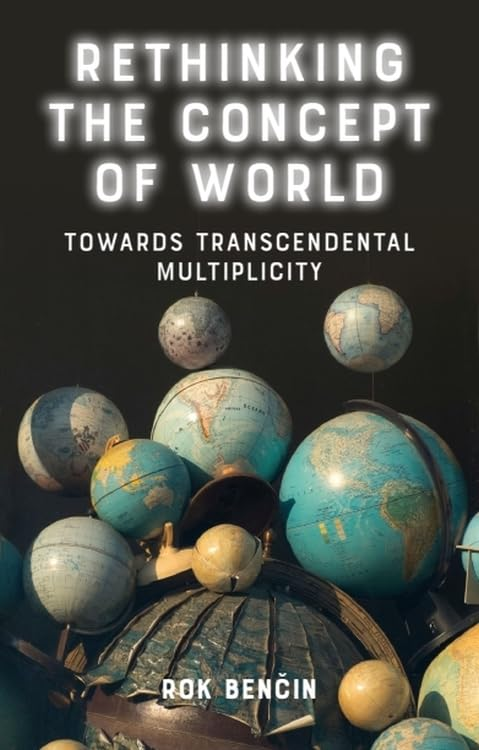 RETHINKING
THE CONCEPT
OF WORLD
TOWARDS TRANSCENDENTAL
MULTIPLICITY
ROK BENČIN